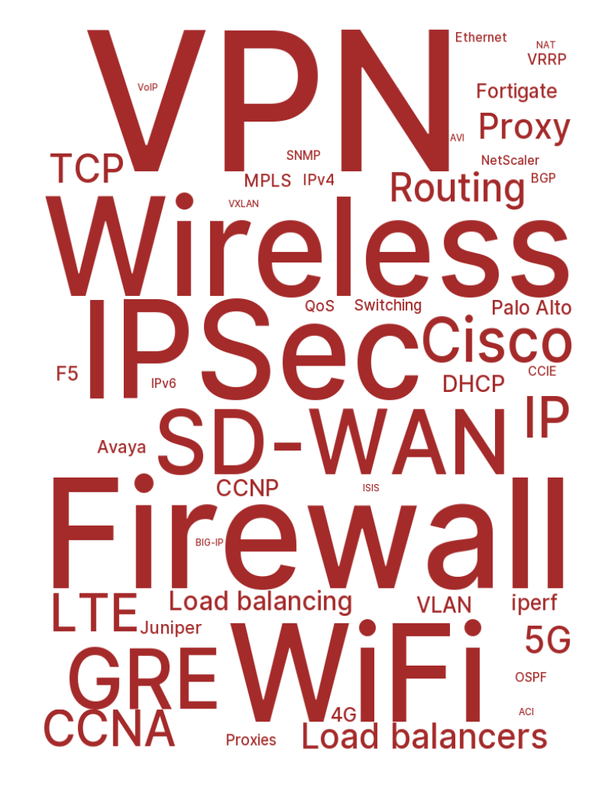 VPN
Ethernet
NAT
VRRP
VoIP
Fortigate
Proxy
AVI
SNMP
NetScaler
TCP
MPLS
IPv4
Routing
BGP
VXLAN
Wireless
QoS
Switching
Palo Alto
IPSec
Cisco
F5
IPv6
DHCP
CCIE
IP
SD-WAN
Avaya
CCNP
ISIS
Firewall
BIG-IP
LTE
Load balancing
VLAN
iperf
Juniper
WiFi
5G
GRE
OSPF
CCNA
4G
ACI
Proxies
Load balancers